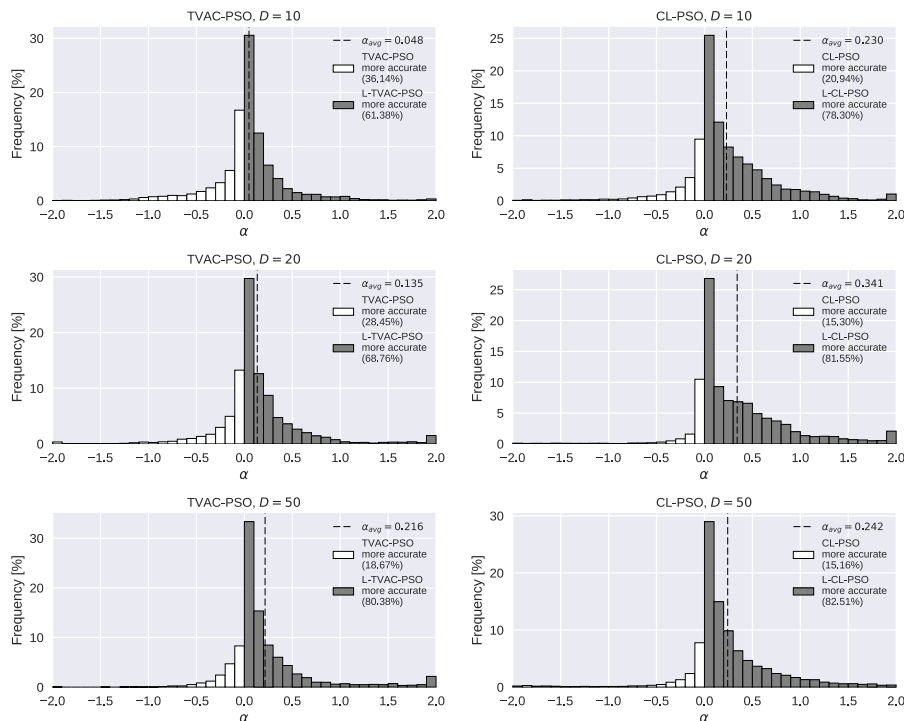 TVAC-PSO, D = 10
Frequency [%]
30
20
10
0
α_avg = 0.048
TVAC-PSO
more accurate
(36,14%)
L-TVAC-PSO
more accurate
(61.38%)
−2.0 −1.5 −1.0 −0.5 0.0 0.5 1.0 1.5 2.0
α
CL-PSO, D = 10
Frequency [%]
25
20
15
10
5
0
α_avg = 0.230
CL-PSO
more accurate
(20,94%)
L-CL-PSO
more accurate
(78.30%)
−2.0 −1.5 −1.0 −0.5 0.0 0.5 1.0 1.5 2.0
α
TVAC-PSO, D = 20
Frequency [%]
30
20
10
0
α_avg = 0.135
TVAC-PSO
more accurate
(28,45%)
L-TVAC-PSO
more accurate
(68.76%)
−2.0 −1.5 −1.0 −0.5 0.0 0.5 1.0 1.5 2.0
α
CL-PSO, D = 20
Frequency [%]
25
20
15
10
5
0
α_avg = 0.341
CL-PSO
more accurate
(15.30%)
L-CL-PSO
more accurate
(81.55%)
−2.0 −1.5 −1.0 −0.5 0.0 0.5 1.0 1.5 2.0
α
TVAC-PSO, D = 50
Frequency [%]
30
20
10
0
α_avg = 0.216
TVAC-PSO
more accurate
(18,67%)
L-TVAC-PSO
more accurate
(80.38%)
−2.0 −1.5 −1.0 −0.5 0.0 0.5 1.0 1.5 2.0
α
CL-PSO, D = 50
Frequency [%]
30
20
10
0
α_avg = 0.242
CL-PSO
more accurate
(15,16%)
L-CL-PSO
more accurate
(82.51%)
−2.0 −1.5 −1.0 −0.5 0.0 0.5 1.0 1.5 2.0
α